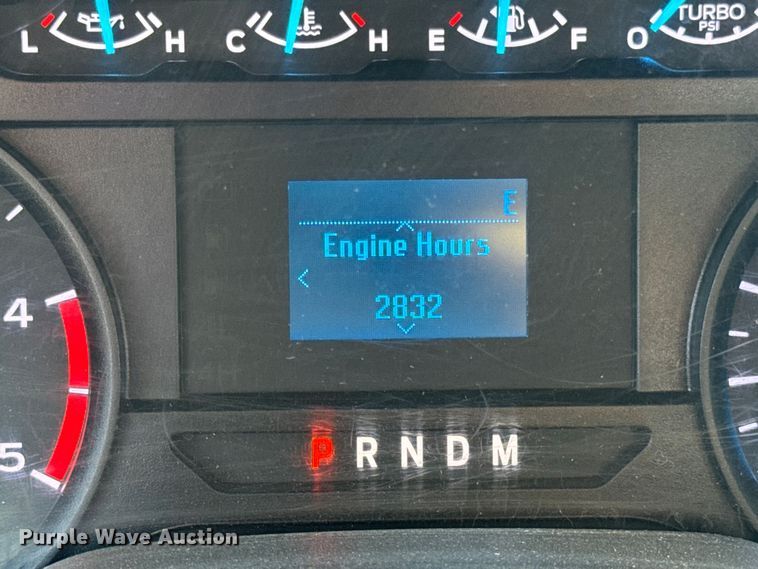 L H C H E F O TURBO
PSI
E
Engine Hours
2832
4
5
P R N D M
Purple Wave Auction